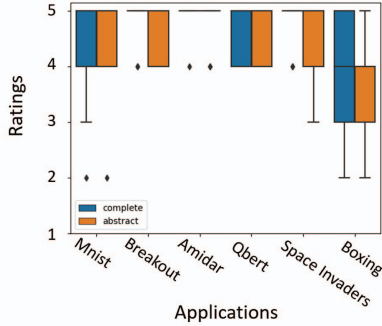 5
4
3
2
1
Ratings
complete
abstract
Mnist
Breakout
Amidar
Qbert
Space Invaders
Boxing
Applications